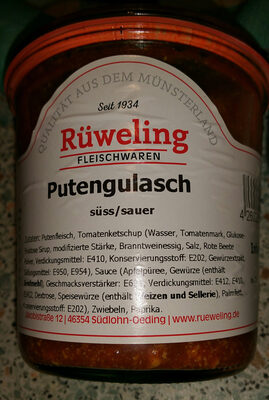 QUALITÄT AUS DEM MÜNSTERLAND
Seit 1934
Rüweling
FLEISCHWAREN
Putengulasch
süss/sauer
Zutaten: Putenfleisch, Tomatenketchup (Wasser, Tomatenmark, Glukose-
Fruktose Sirup, modifizierte Stärke, Branntweinessig, Salz, Rote Beete
Pulver, Verdickungsmittel: E410, Konservierungsstoff: E202, Gewürzextrakt,
Süßungsmittel: E950, E954), Sauce (Apfelpüree, Gewürze (enthält
Geschmacksverstärker: E621, Verdickungsmittel: E412, E410,
Dextrose, Speisewürze (enthält Weizen und Sellerie), Palmfett,
Konservierungsstoff: E202), Zwiebeln, Paprika.
Jakobistraße 12 | 46354 Südlohn-Oeding | www.rueweling.de